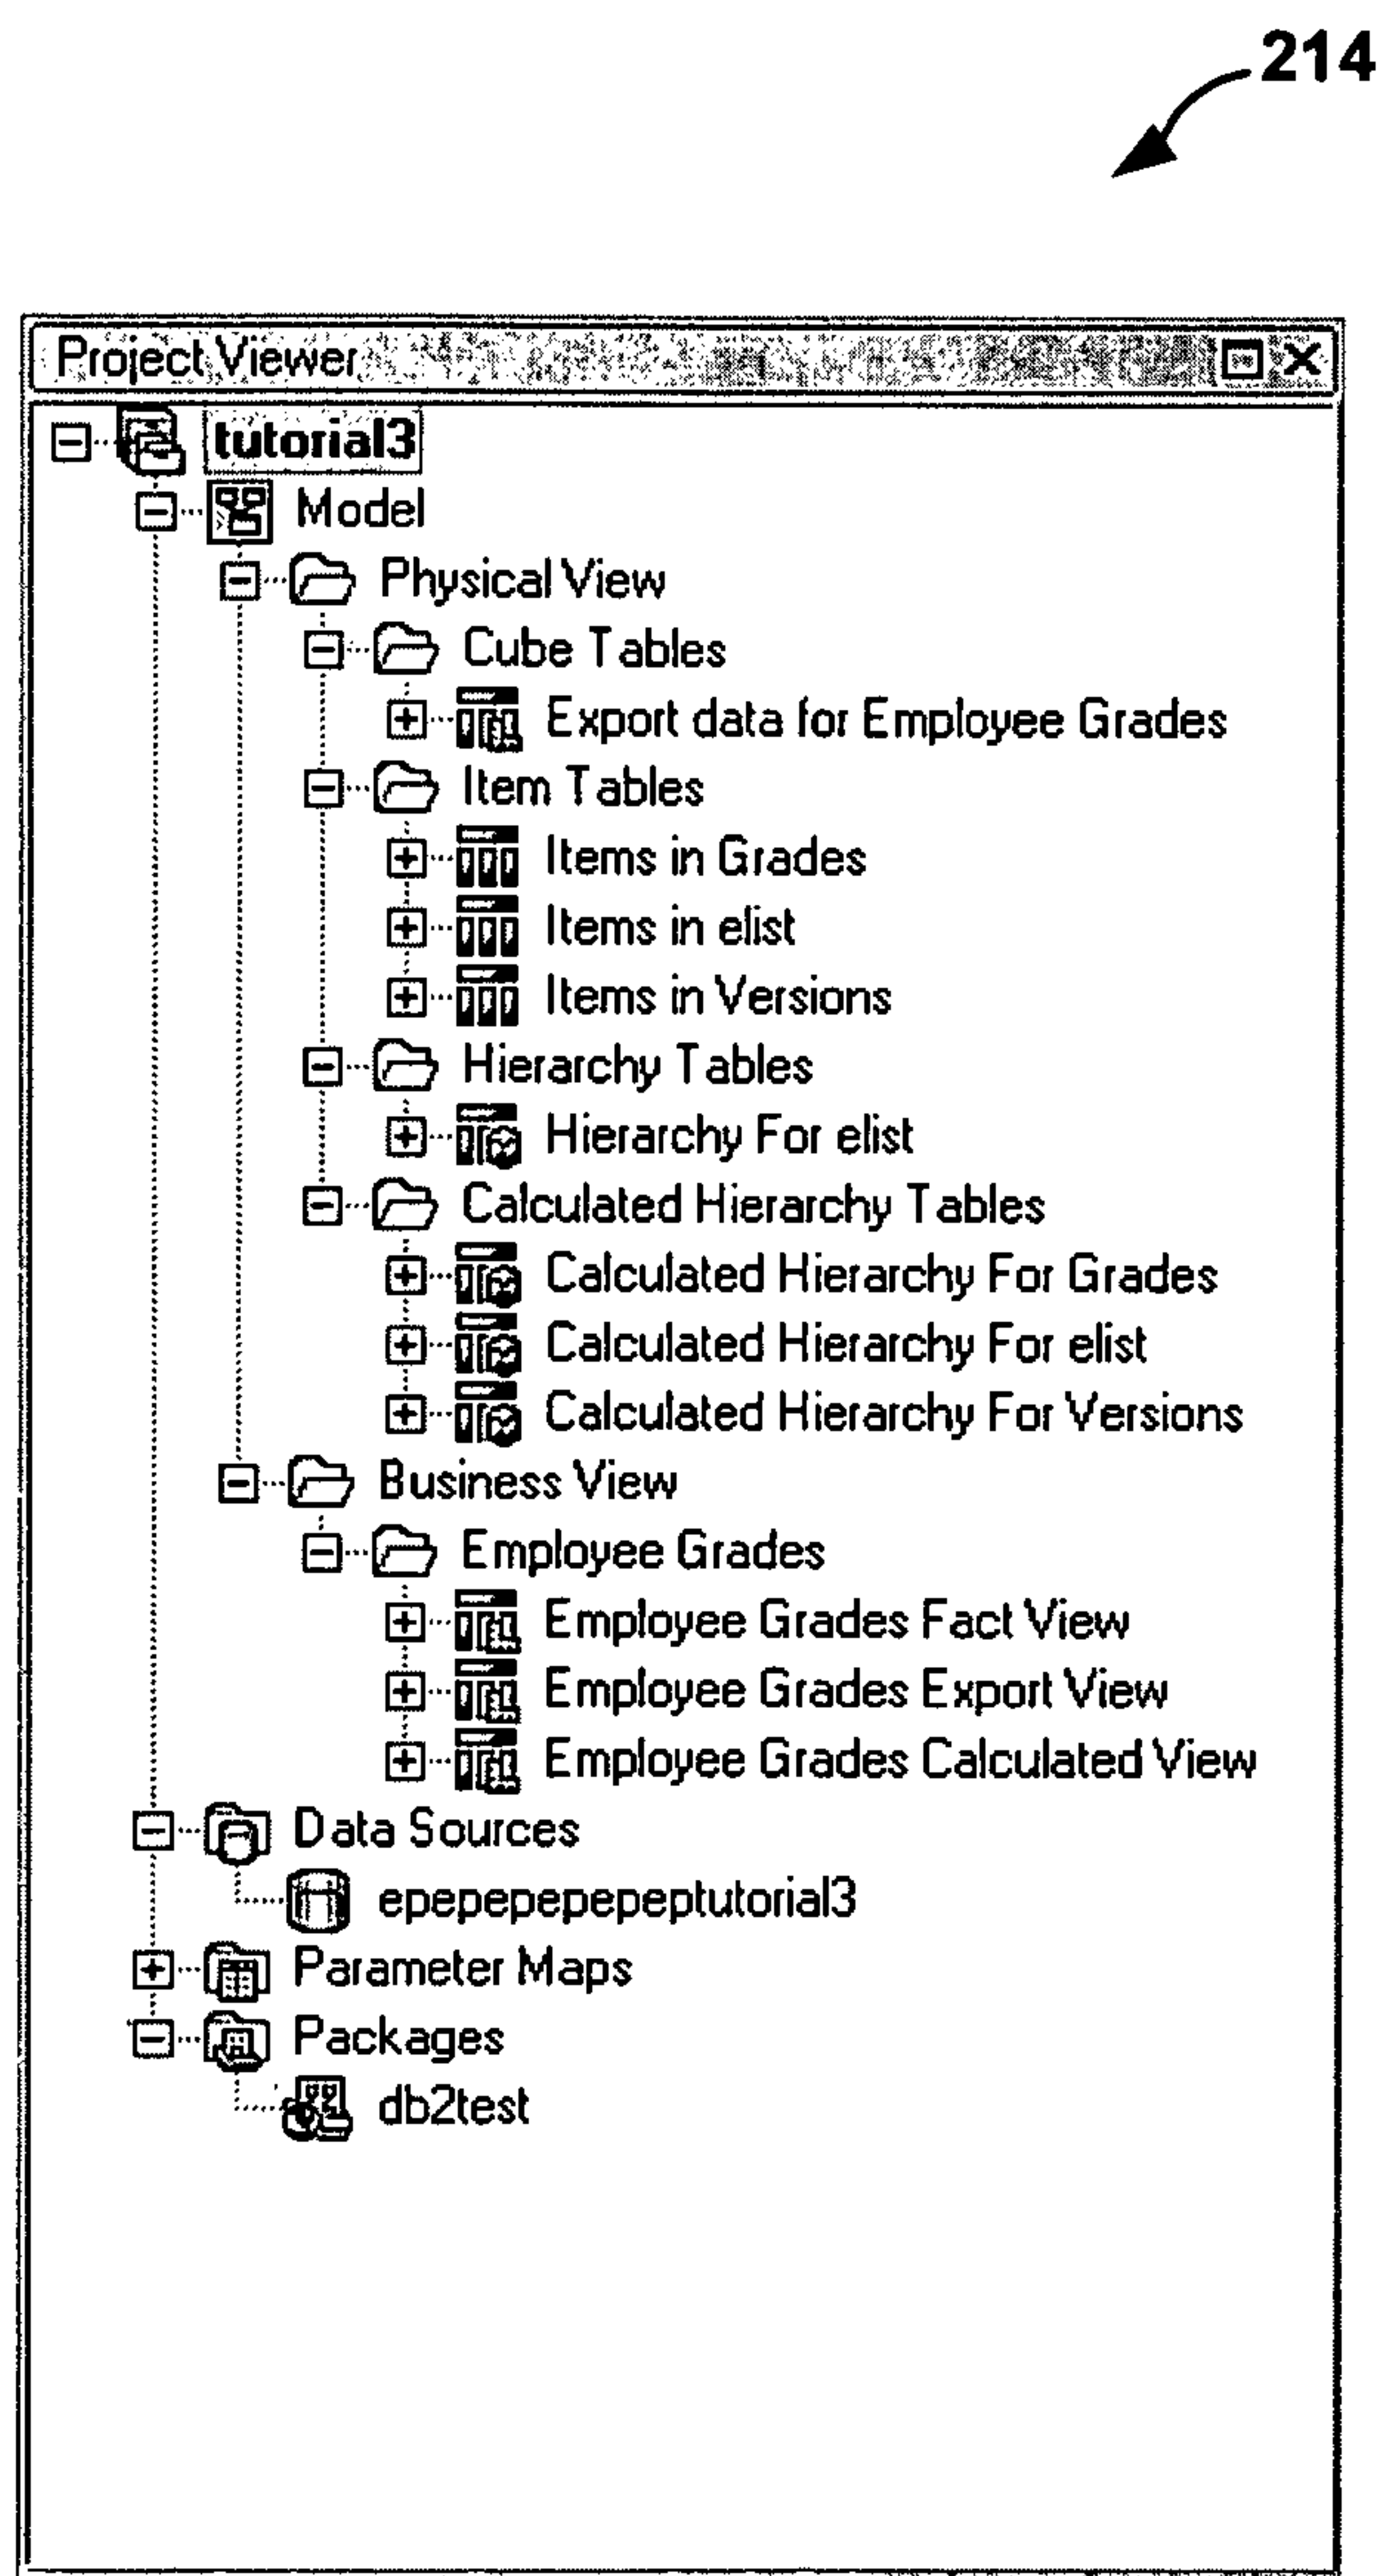 214
Project Viewer
tutorial3
Model
Physical View
Cube Tables
Export data for Employee Grades
Item Tables
Items in Grades
Items in elist
Items in Versions
Hierarchy Tables
Hierarchy For elist
Calculated Hierarchy Tables
Calculated Hierarchy For Grades
Calculated Hierarchy For elist
Calculated Hierarchy For Versions
Business View
Employee Grades
Employee Grades Fact View
Employee Grades Export View
Employee Grades Calculated View
Data Sources
epepepepepeptutorial3
Parameter Maps
Packages
db2test